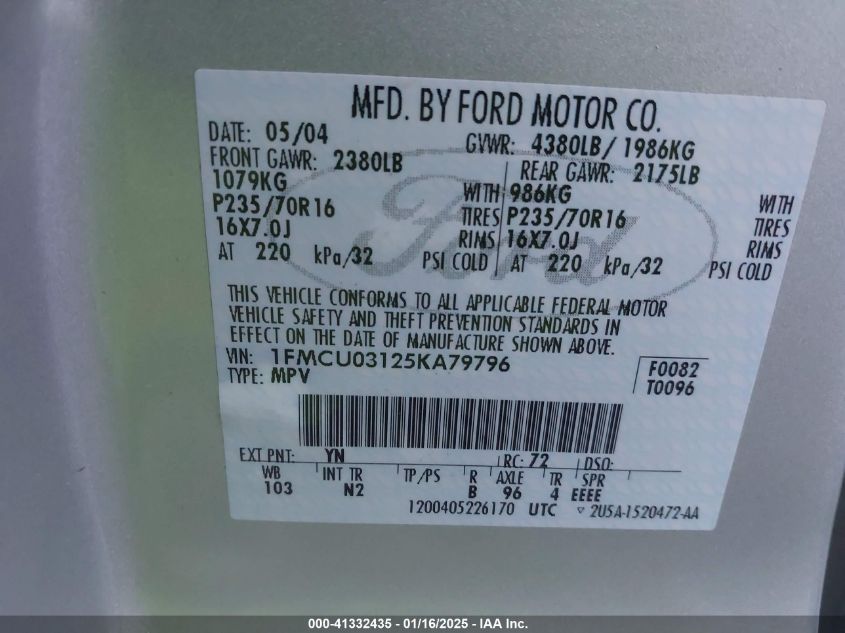 MFD. BY FORD MOTOR CO.
DATE: 05/04 GVWR: 4380LB/ 1986KG
FRONT GAWR: 2380LB REAR GAWR: 2175LB
1079KG WITH 986KG WITH
P235/70R16 TIRES P235/70R16 TIRES
16X7.0J RIMS 16X7.0J RIMS
AT 220 kPa/32 PSI COLD AT 220 kPa/32 PSI COLD
Ford
THIS VEHICLE CONFORMS TO ALL APPLICABLE FEDERAL MOTOR
VEHICLE SAFETY AND THEFT PREVENTION STANDARDS IN
EFFECT ON THE DATE OF MANUFACTURE SHOWN ABOVE.
VIN: 1FMCU03125KA79796 F0082
TYPE: MPV T0096
EXT PNT: YN RC: 72 DSO:
WB INT TR TP/PS R AXLE TR SPR
103 N2 B 96 4 EEEE
1200405226170 UTC ▽ 2U5A-1520472-AA
000-41332435 - 01/16/2025 - IAA Inc.